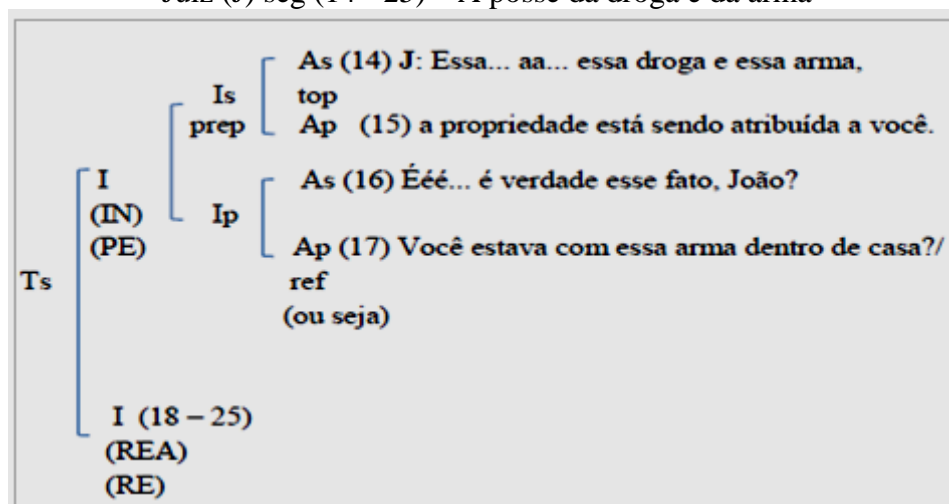 Juiz (J) seg (14 - 25) – A posse da droga e da arma
As (14) J: Essa... aa... essa droga e essa arma,
Is top
prep Ap (15) a propriedade está sendo atribuída a você.
I As (16) Ééé... é verdade esse fato, João?
(IN) Ip
(PE) Ap (17) Você estava com essa arma dentro de casa?/
Ts ref
(ou seja)
I (18 – 25)
(REA)
(RE)